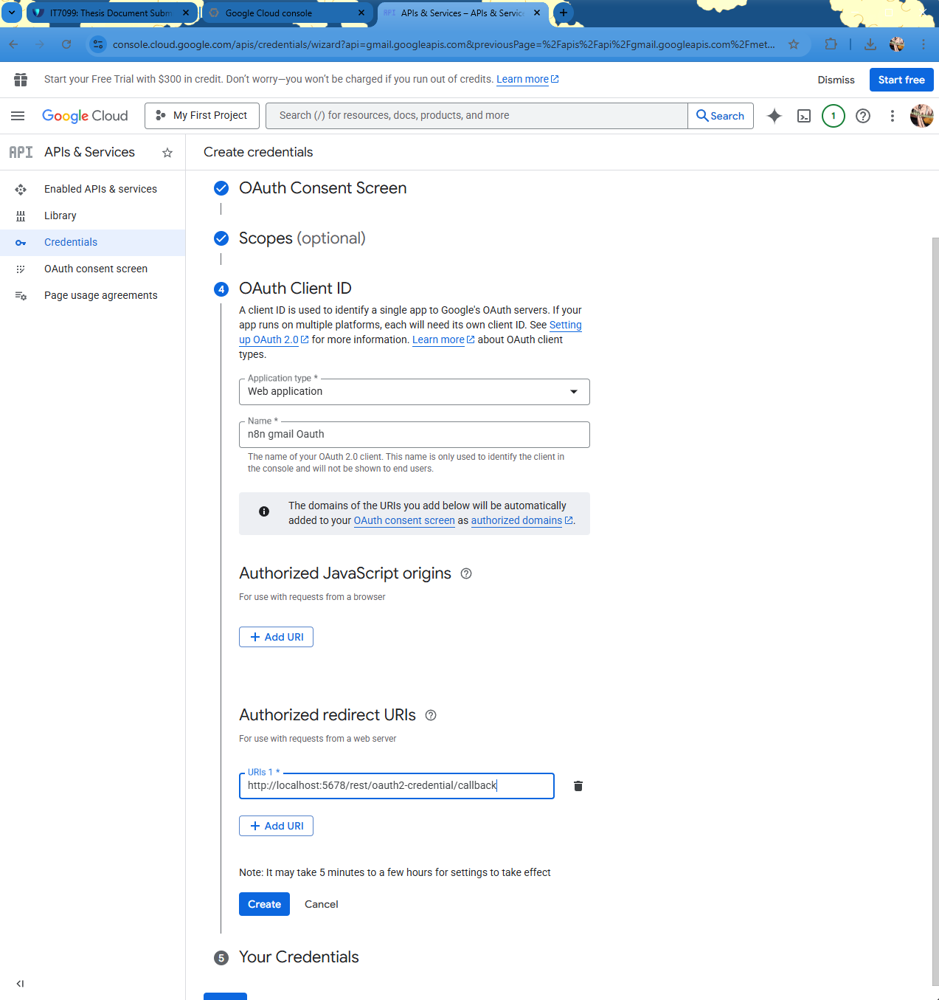 IT7099: Thesis Document Subm
Google Cloud console
API APIs & Services – APIs & Service
console.cloud.google.com/apis/credentials/wizard?api=gmail.googleapis.com&previousPage=%2Fapis%2Fapi%2Fgmail.googleapis.com%2Fmet...
Start your Free Trial with $300 in credit. Don't worry—you won't be charged if you run out of credits. Learn more
Dismiss
Start free
Google Cloud
My First Project
Search (/) for resources, docs, products, and more
Search
1
API APIs & Services
Create credentials
Enabled APIs & services
Library
Credentials
OAuth consent screen
Page usage agreements
OAuth Consent Screen
Scopes (optional)
4 OAuth Client ID
A client ID is used to identify a single app to Google's OAuth servers. If your
app runs on multiple platforms, each will need its own client ID. See Setting
up OAuth 2.0 for more information. Learn more about OAuth client
types.
Application type *
Web application
Name *
n8n gmail Oauth
The name of your OAuth 2.0 client. This name is only used to identify the client in
the console and will not be shown to end users.
The domains of the URIs you add below will be automatically
added to your OAuth consent screen as authorized domains.
Authorized JavaScript origins
For use with requests from a browser
+ Add URI
Authorized redirect URIs
For use with requests from a web server
URIs 1 *
http://localhost:5678/rest/oauth2-credential/callback
+ Add URI
Note: It may take 5 minutes to a few hours for settings to take effect
Create
Cancel
5 Your Credentials